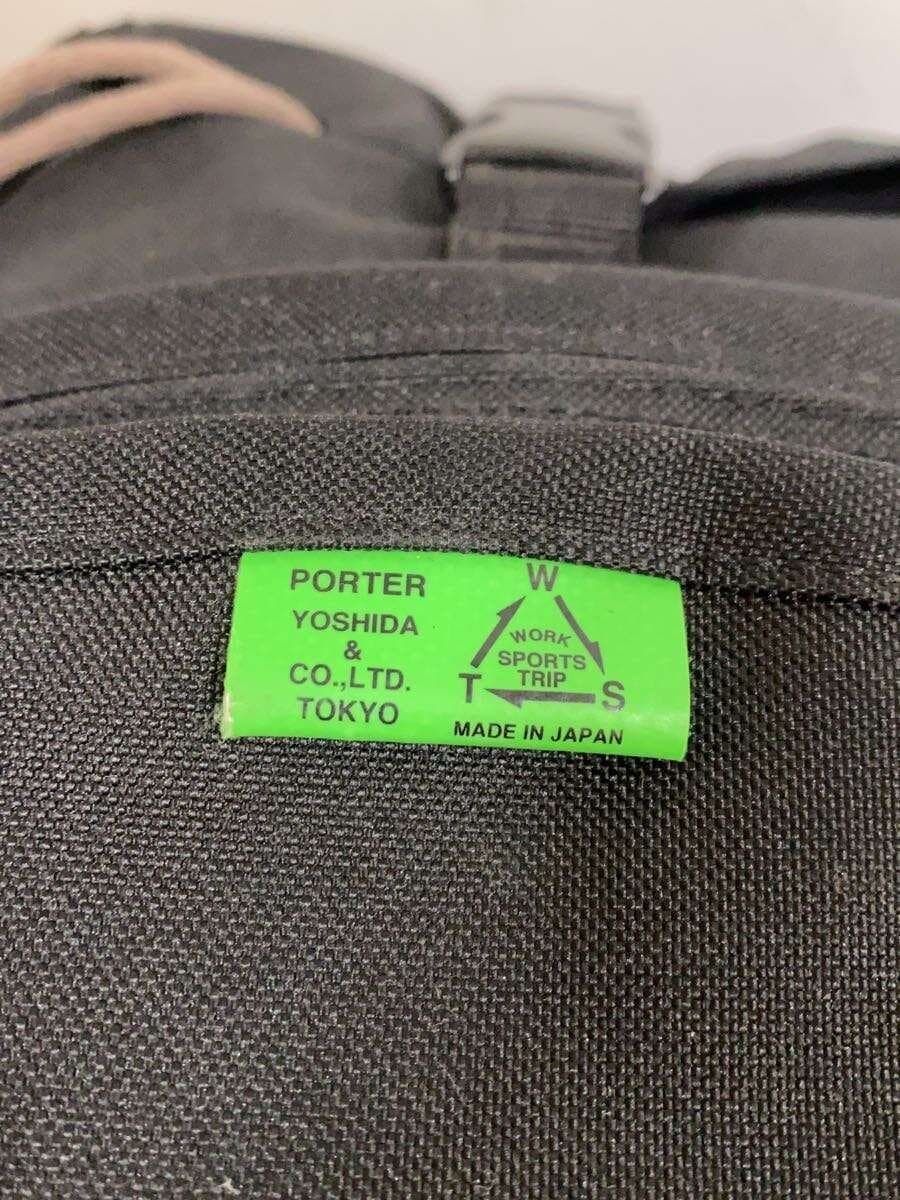 PORTER
YOSHIDA
&
CO.,LTD.
TOKYO
W
WORK
SPORTS
TRIP
T S
MADE IN JAPAN